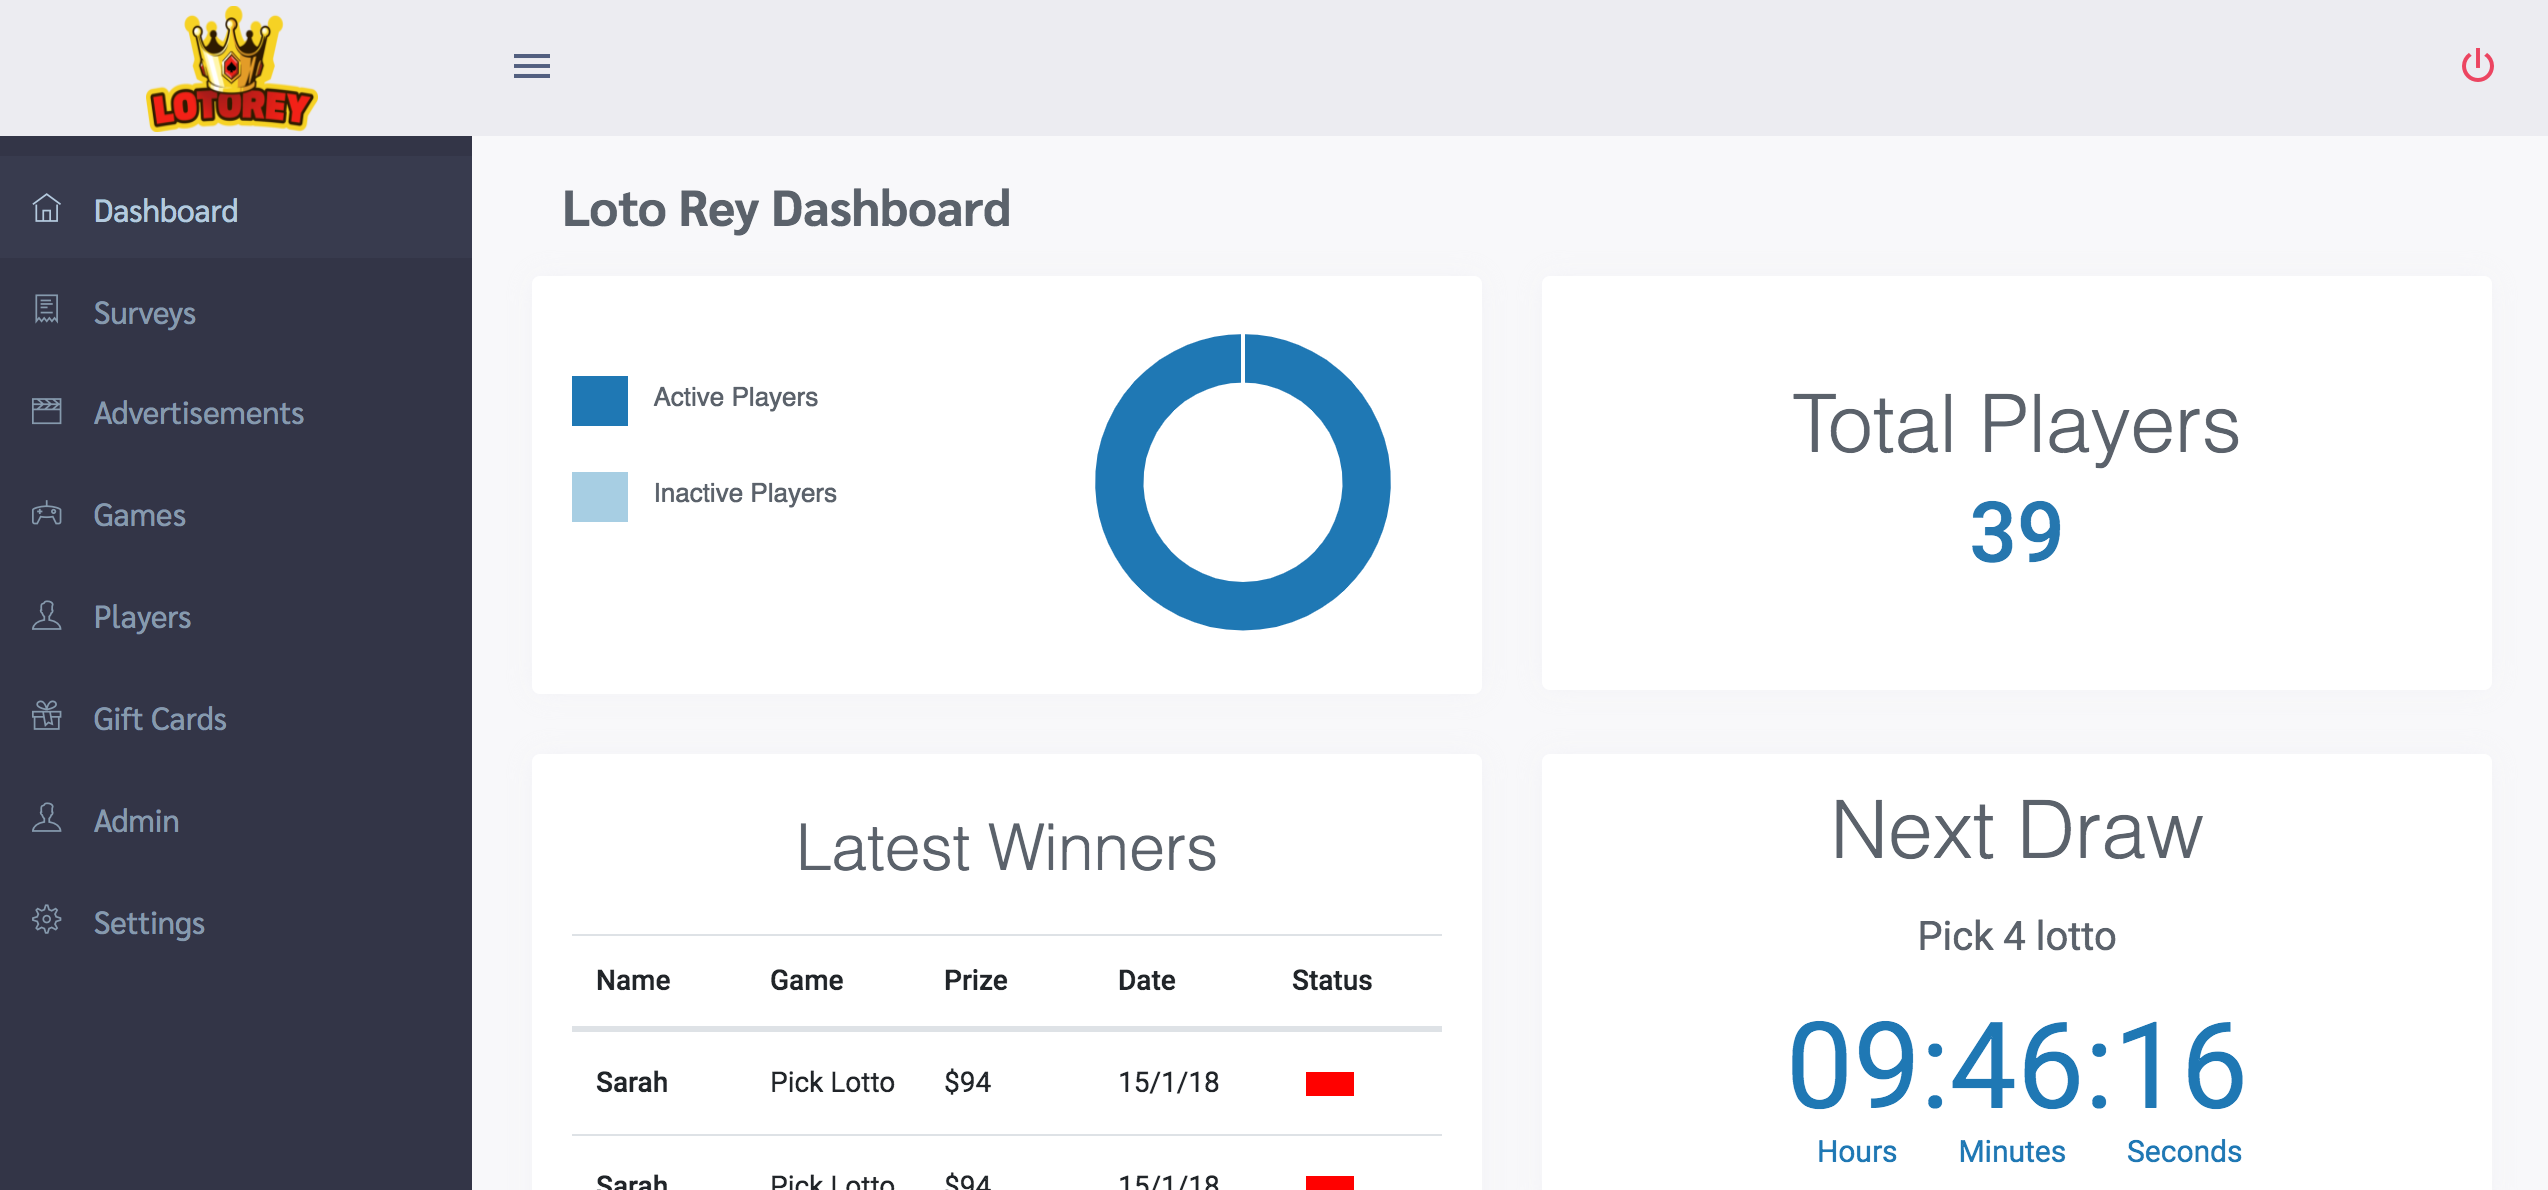 LOTOREY
Dashboard
Surveys
Advertisements
Games
Players
Gift Cards
Admin
Settings
Loto Rey Dashboard
Active Players
Inactive Players
Total Players
39
Latest Winners
Name Game Prize Date Status
Sarah Pick Lotto $94 15/1/18
Sarah Pick Lotto $94 15/1/18
Next Draw
Pick 4 lotto
09:46:16
Hours Minutes Seconds